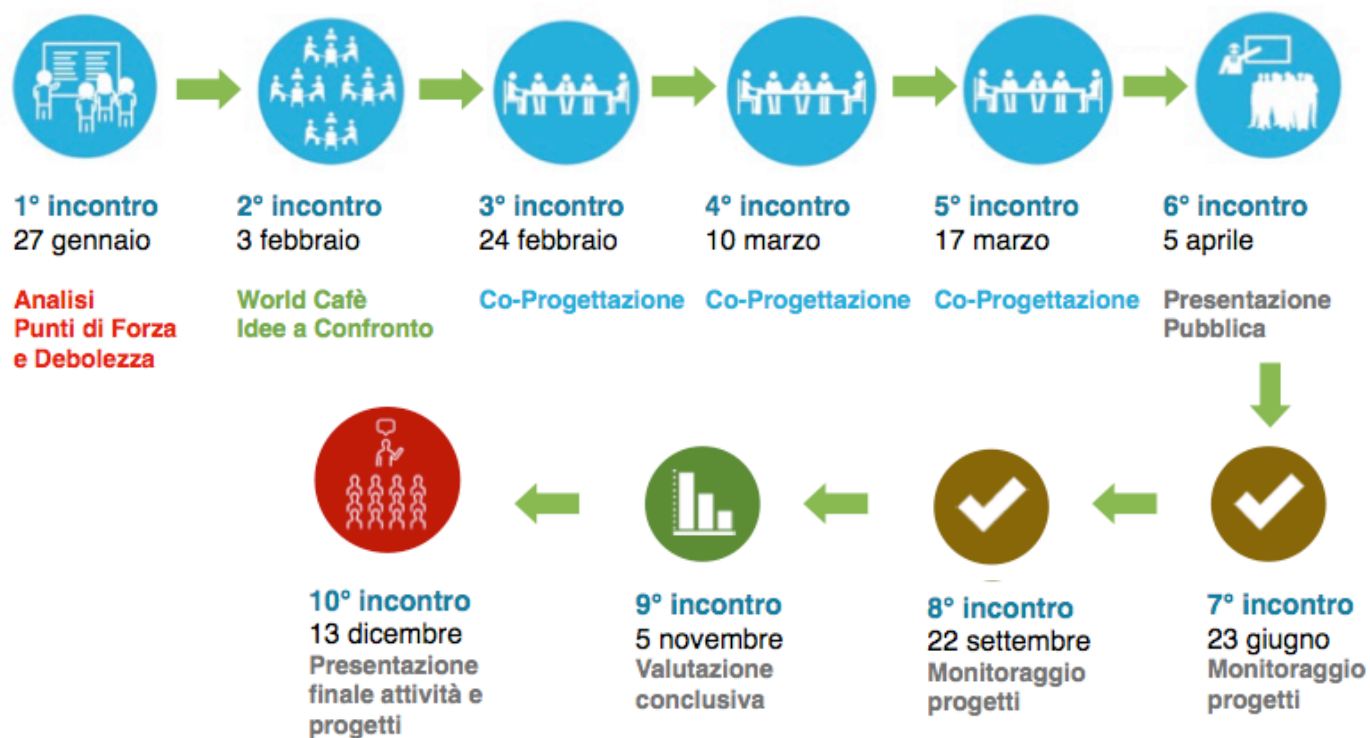 1° incontro
27 gennaio
Analisi
Punti di Forza
e Debolezza
2° incontro
3 febbraio
World Cafè
Idee a Confronto
3° incontro
24 febbraio
Co-Progettazione
4° incontro
10 marzo
Co-Progettazione
5° incontro
17 marzo
Co-Progettazione
6° incontro
5 aprile
Presentazione
Pubblica
7° incontro
23 giugno
Monitoraggio
progetti
8° incontro
22 settembre
Monitoraggio
progetti
9° incontro
5 novembre
Valutazione
conclusiva
10° incontro
13 dicembre
Presentazione
finale attività e
progetti